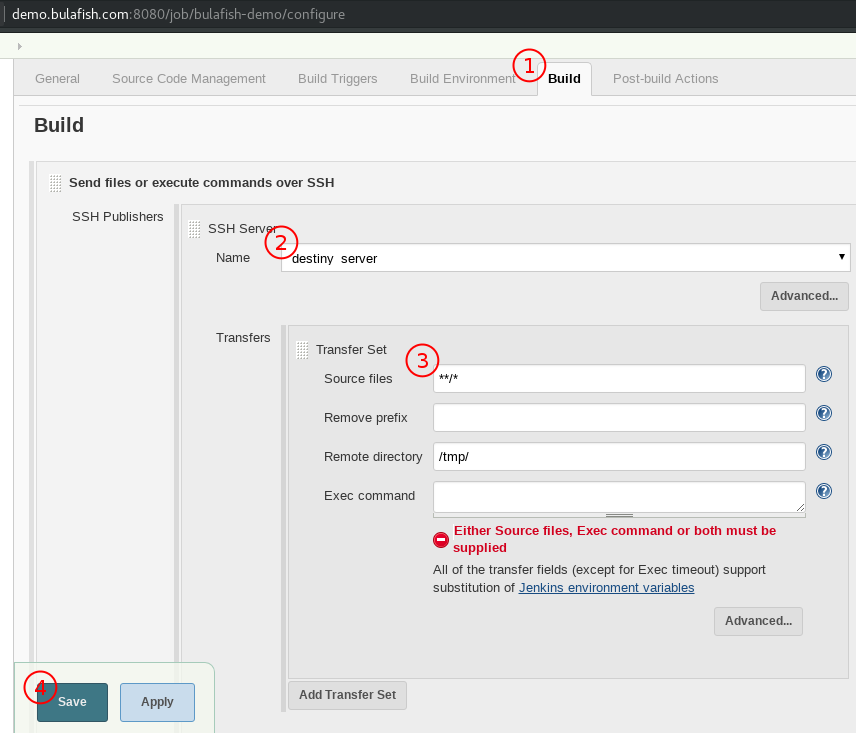 demo.bulafish.com:8080/job/bulafish-demo/configure
General Source Code Management Build Triggers Build Environment 1 Build Post-build Actions
Build
Send files or execute commands over SSH
SSH Publishers
SSH Server
2
Name destiny server
Advanced...
Transfers
Transfer Set
3
Source files **/*
Remove prefix
Remote directory /tmp/
Exec command
Either Source files, Exec command or both must be
supplied
All of the transfer fields (except for Exec timeout) support
substitution of Jenkins environment variables
Advanced...
4 Save Apply
Add Transfer Set